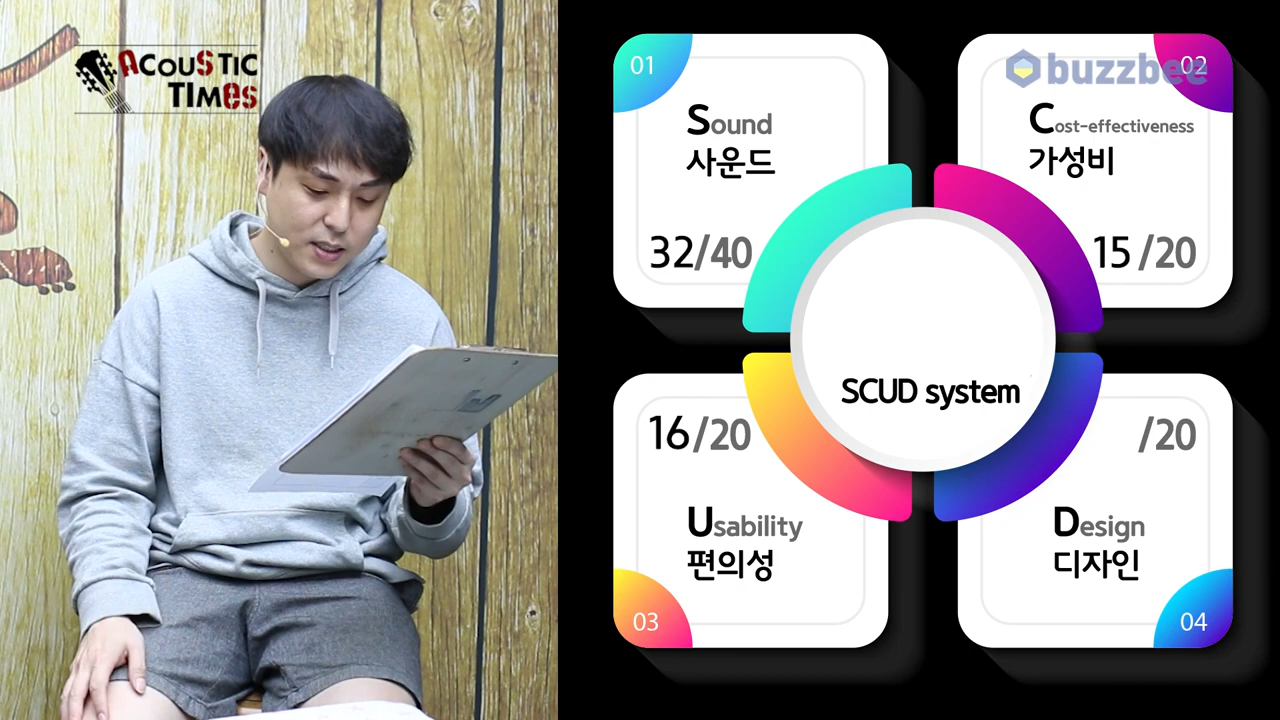 ACOUSTIC
TIMES
01
Sound
사운드
32/40
buzzbee
02
Cost-effectiveness
가성비
15/20
SCUD system
16/20
Usability
편의성
03
/20
Design
디자인
04